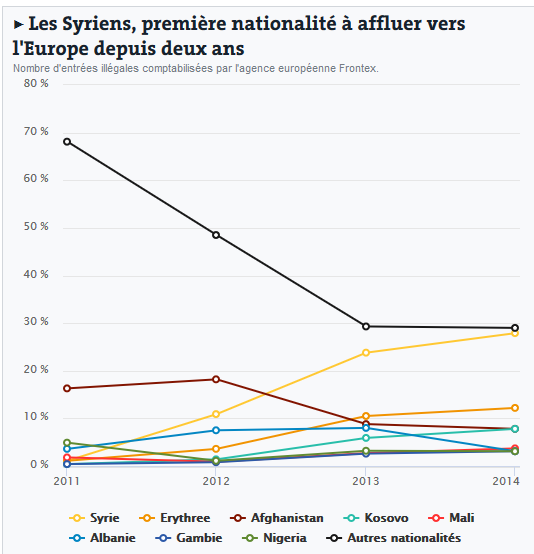 ► Les Syriens, première nationalité à affluer vers
l'Europe depuis deux ans
Nombre d'entrées illégales comptabilisées par l'agence européenne Frontex.
80 %
70 %
60 %
50 %
40 %
30 %
20 %
10 %
0 %
2011 2012 2013 2014
Syrie Erythree Afghanistan Kosovo Mali
Albanie Gambie Nigeria Autres nationalités